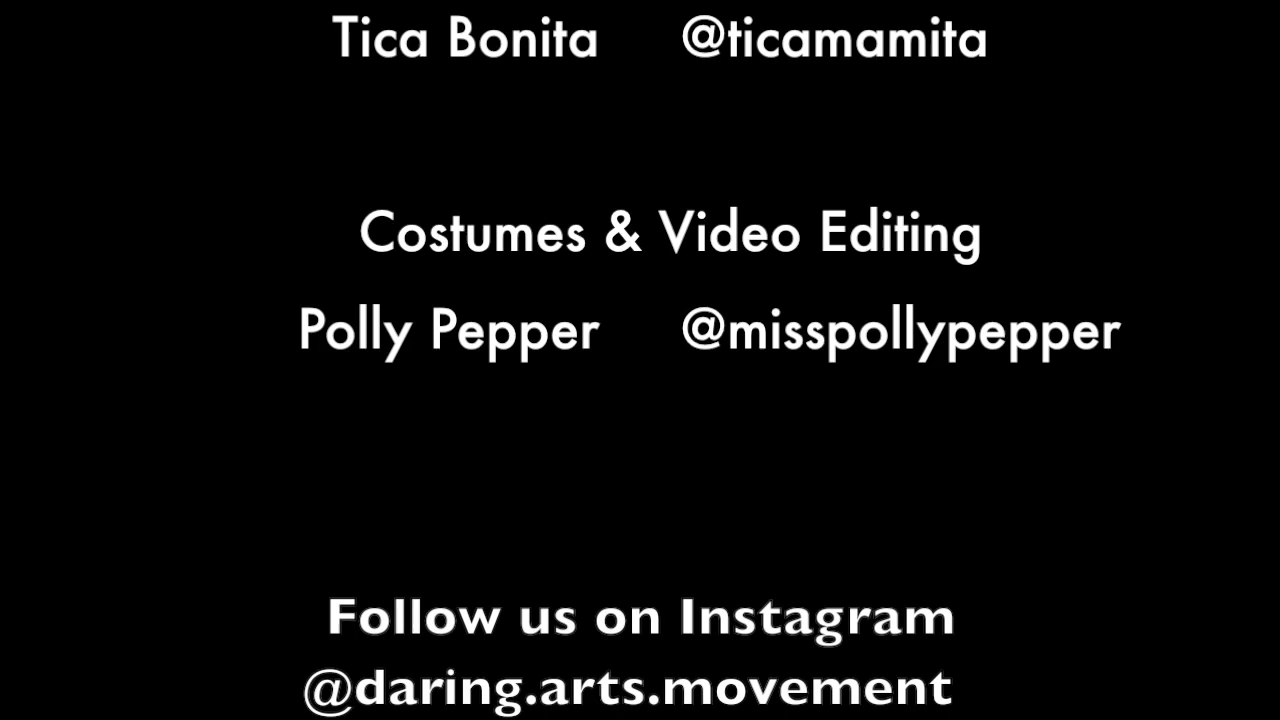 Tica Bonita @ticamamita
Costumes & Video Editing
Polly Pepper @misspollypepper
Follow us on Instagram
@daring.arts.movement